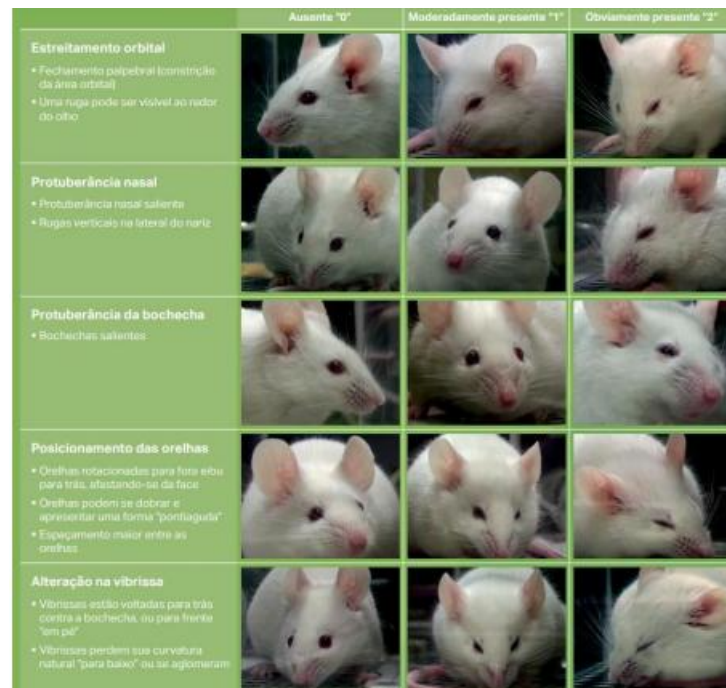 Ausente "0" Moderadamente presente "1" Obviamente presente "2"
Estreitamento orbital
• Fechamento palpebral (constrição
da área orbital)
• Uma ruga pode ser visível ao redor
do olho
Protuberância nasal
• Protuberância nasal saliente
• Rugas verticais na lateral do nariz
Protuberância da bochecha
• Bochechas salientes
Posicionamento das orelhas
• Orelhas rotacionadas para fora e/ou
para trás, afastando-se da face
• Orelhas podem se dobrar e
apresentar uma forma "pontiaguda"
• Espaçamento maior entre as
orelhas
Alteração na vibrissa
• Vibrissas estão voltadas para trás
contra a bochecha, ou para frente
"em pé"
• Vibrissas perdem sua curvatura
natural "para baixo" ou se aglomeram